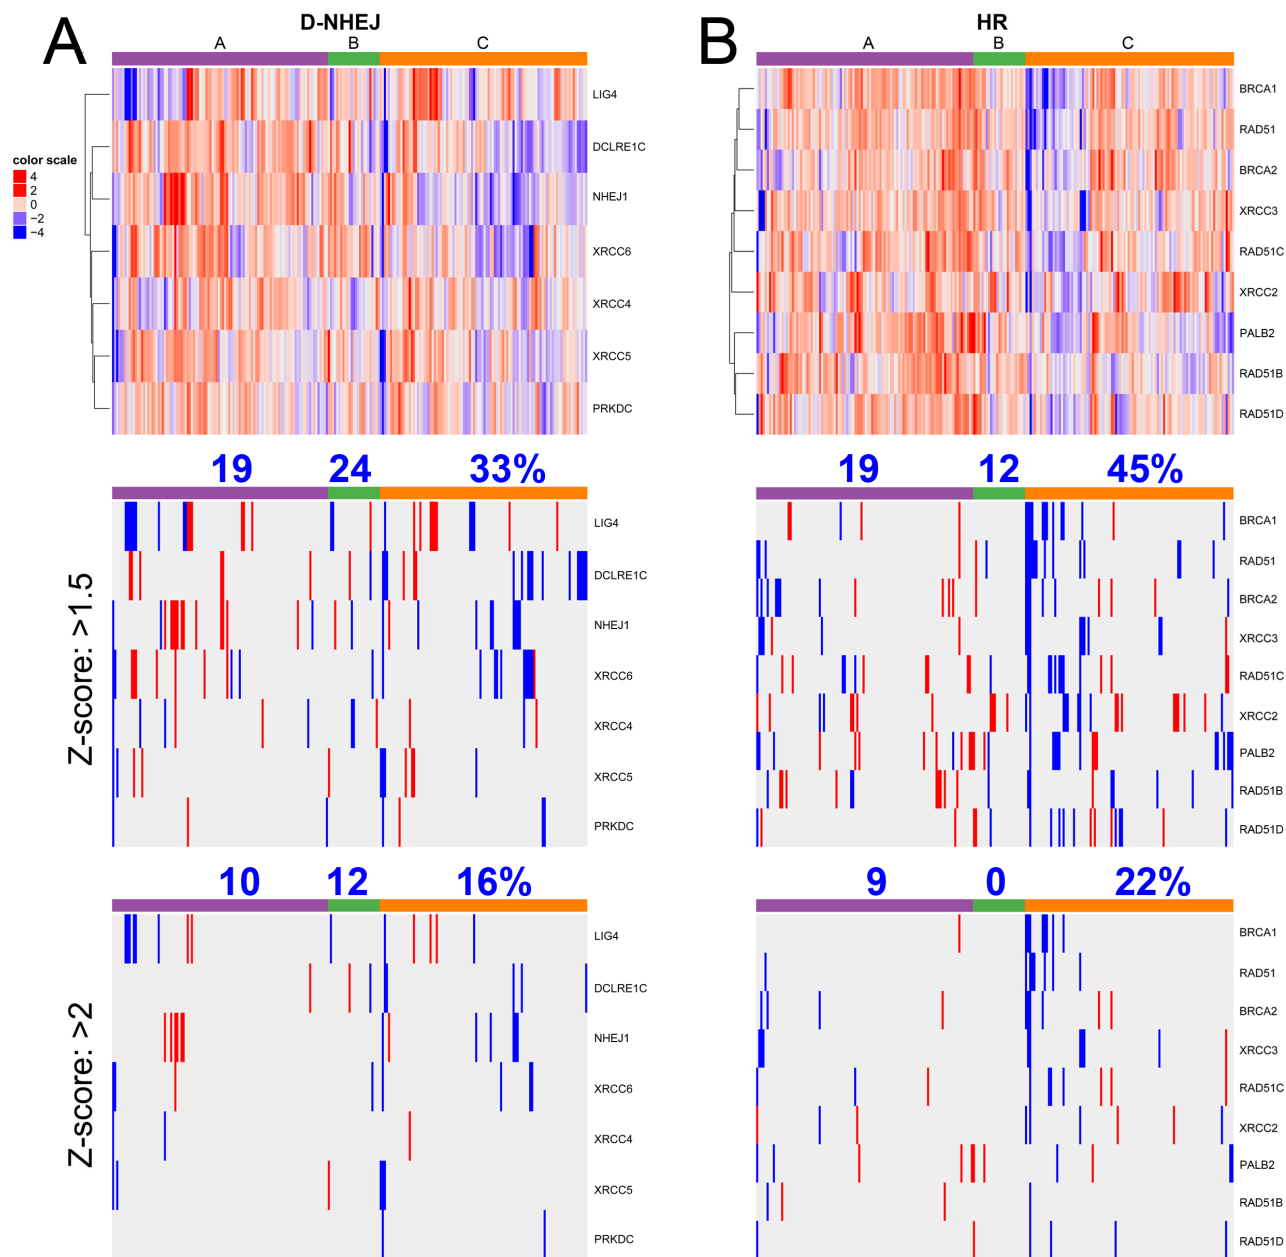 A
D-NHEJ
A B C
color scale
4
2
0
−2
−4
LIG4
DCLRE1C
NHEJ1
XRCC6
XRCC4
XRCC5
PRKDC
19 24 33%
Z-score: >1.5
LIG4
DCLRE1C
NHEJ1
XRCC6
XRCC4
XRCC5
PRKDC
10 12 16%
Z-score: >2
LIG4
DCLRE1C
NHEJ1
XRCC6
XRCC4
XRCC5
PRKDC
B
HR
A B C
BRCA1
RAD51
BRCA2
XRCC3
RAD51C
XRCC2
PALB2
RAD51B
RAD51D
19 12 45%
BRCA1
RAD51
BRCA2
XRCC3
RAD51C
XRCC2
PALB2
RAD51B
RAD51D
9 0 22%
BRCA1
RAD51
BRCA2
XRCC3
RAD51C
XRCC2
PALB2
RAD51B
RAD51D